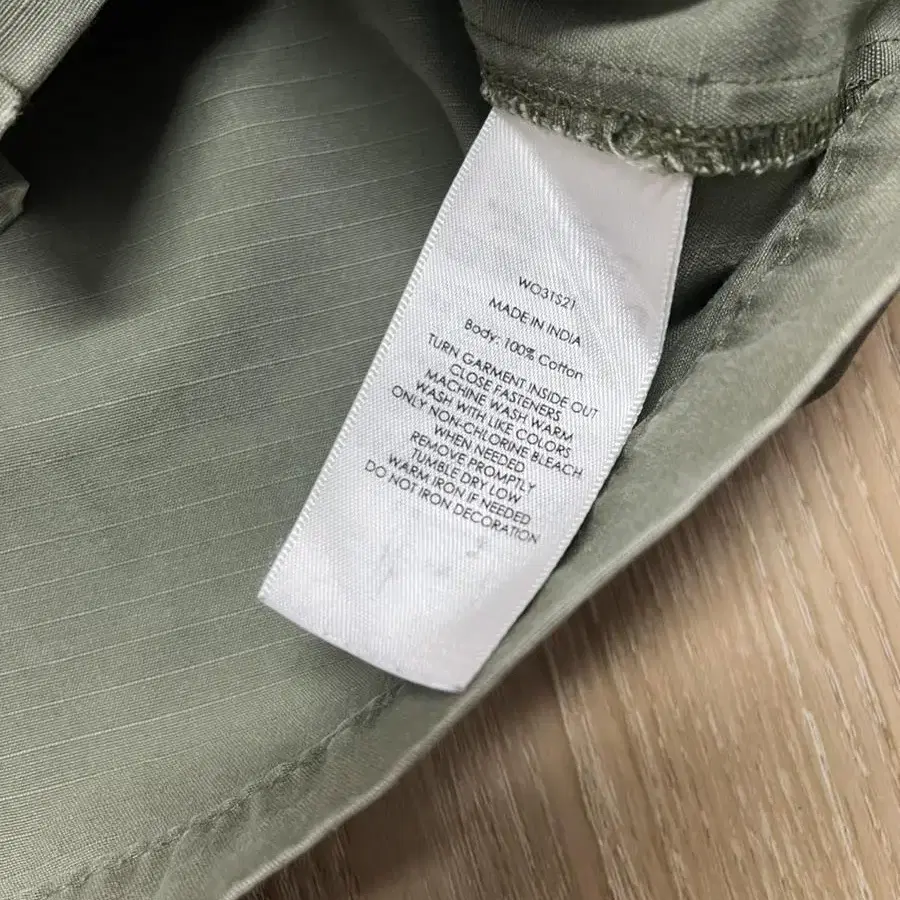 WO3TS21
MADE IN INDIA
Body: 100% Cotton
TURN GARMENT INSIDE OUT
CLOSE FASTENERS
MACHINE WASH WARM
WASH WITH LIKE COLORS
ONLY NON-CHLORINE BLEACH
WHEN NEEDED
REMOVE PROMPTLY
TUMBLE DRY LOW
WARM IRON IF NEEDED
DO NOT IRON DECORATION